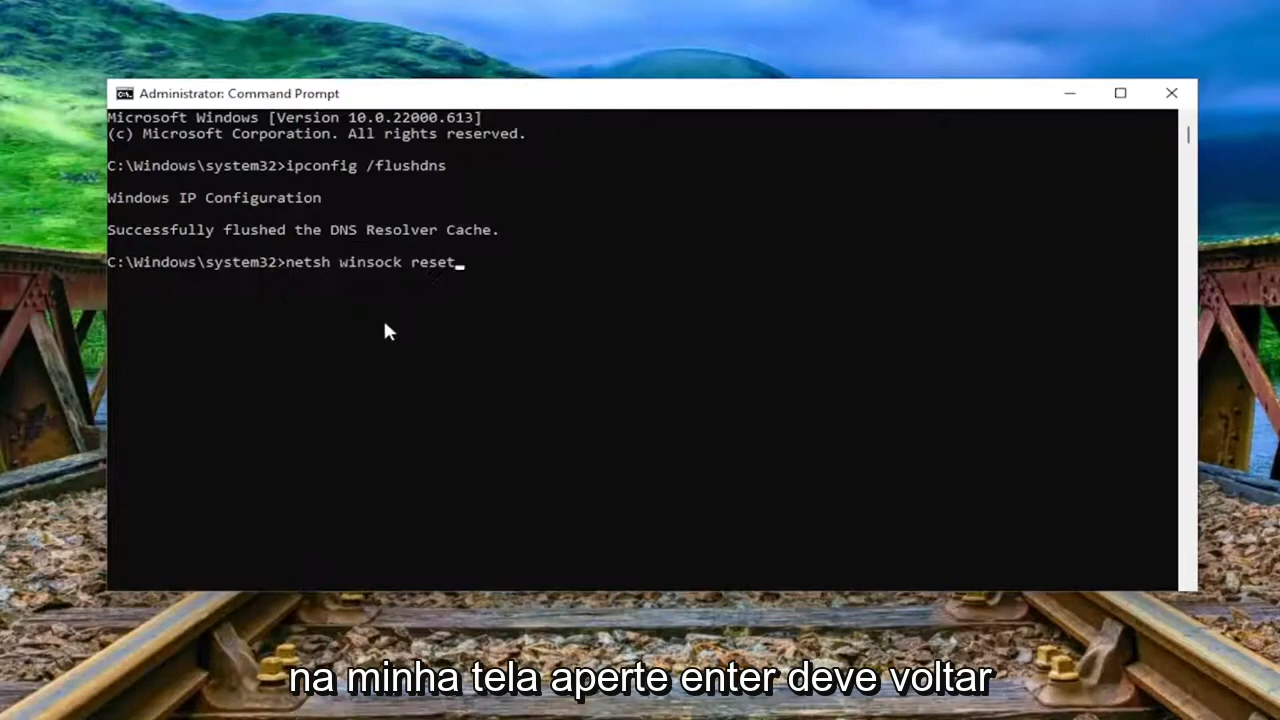 Administrator: Command Prompt
Microsoft Windows [Version 10.0.22000.613]
(c) Microsoft Corporation. All rights reserved.
C:\Windows\system32>ipconfig /flushdns
Windows IP Configuration
Successfully flushed the DNS Resolver Cache.
C:\Windows\system32>netsh winsock reset
na minha tela aperte enter deve voltar